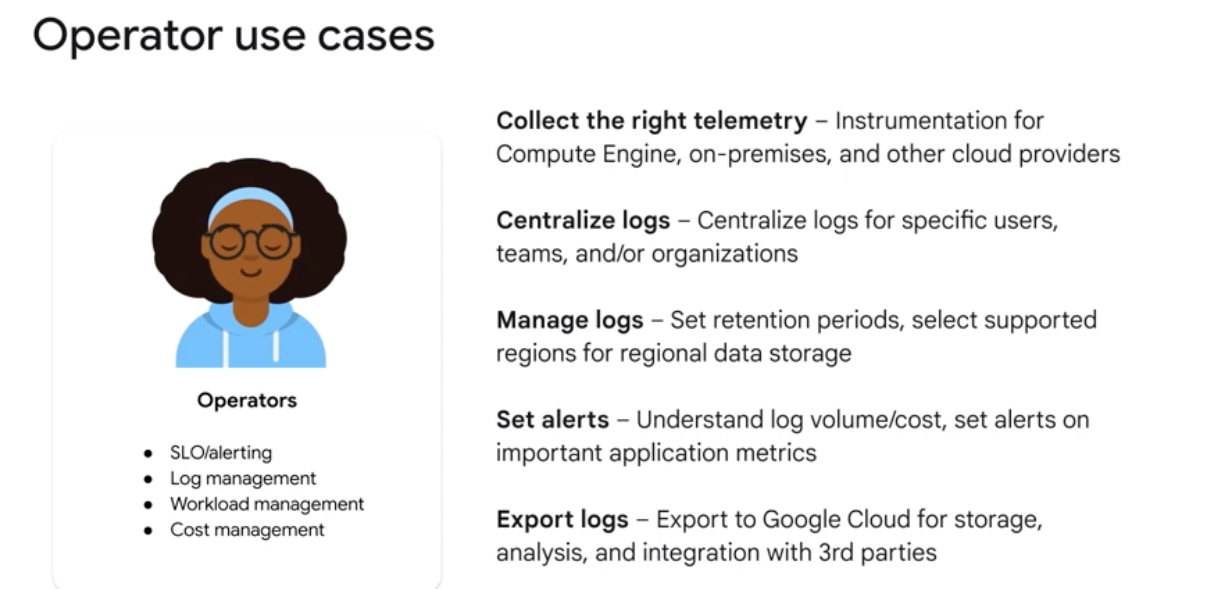 Operator use cases
Operators
● SLO/alerting
● Log management
● Workload management
● Cost management
Collect the right telemetry – Instrumentation for
Compute Engine, on-premises, and other cloud providers
Centralize logs – Centralize logs for specific users,
teams, and/or organizations
Manage logs – Set retention periods, select supported
regions for regional data storage
Set alerts – Understand log volume/cost, set alerts on
important application metrics
Export logs – Export to Google Cloud for storage,
analysis, and integration with 3rd parties